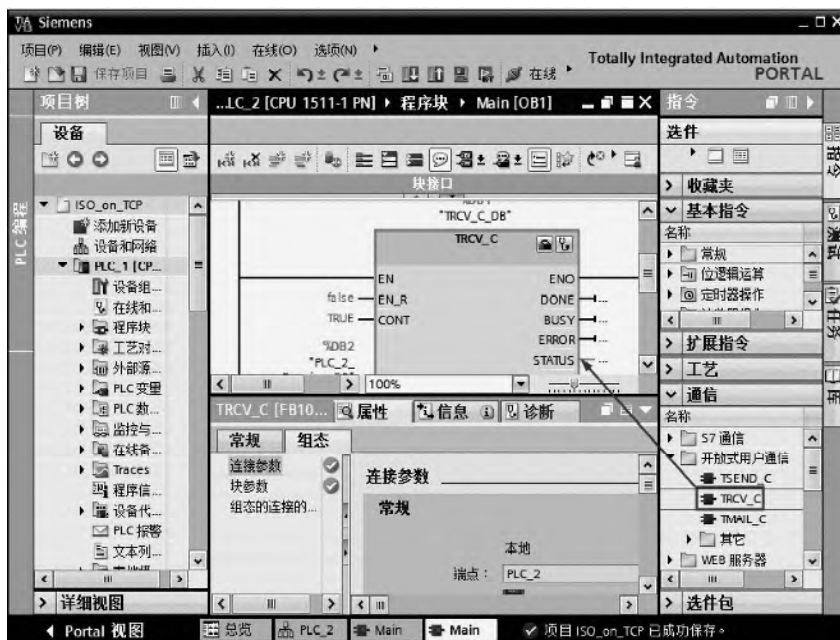 Siemens
项目(P) 编辑(E) 视图(V) 插入(I) 在线(O) 选项(N)
Totally Integrated Automation
PORTAL
保存项目
在线
项目树
...LC_2 [CPU 1511-1 PN] 程序块 Main [OB1]
指令
设备
选件
块接口
收藏夹
基本指令
名称
常规
位逻辑运算
定时器操作
扩展指令
工艺
通信
名称
S7 通信
开放式用户通信
TSEND_C
TRCV_C
TMAIL_C
其它
WEB 服务器
选件包
PLC 编程
ISO_on_TCP
添加新设备
设备和网络
PLC_1 [CP...
设备组...
在线和...
程序块
工艺对...
外部源...
PLC 变量
PLC 数...
监控与...
在线备...
Traces
程序信...
设备代...
PLC 报警
文本列...
详细视图
"TRCV_C_DB"
TRCV_C
EN
ENO
false
EN_R
DONE
TRUE
CONT
BUSY
ERROR
%DB2
"PLC_2_
STATUS
100%
TRCV_C [FB10...
属性
信息
诊断
常规 组态
连接参数
块参数
组态的连接的...
连接参数
常规
本地
端点：
PLC_2
指令
任务
库
Portal 视图
总览
PLC_2
Main
Main
项目 ISO_on_TCP 已成功保存。